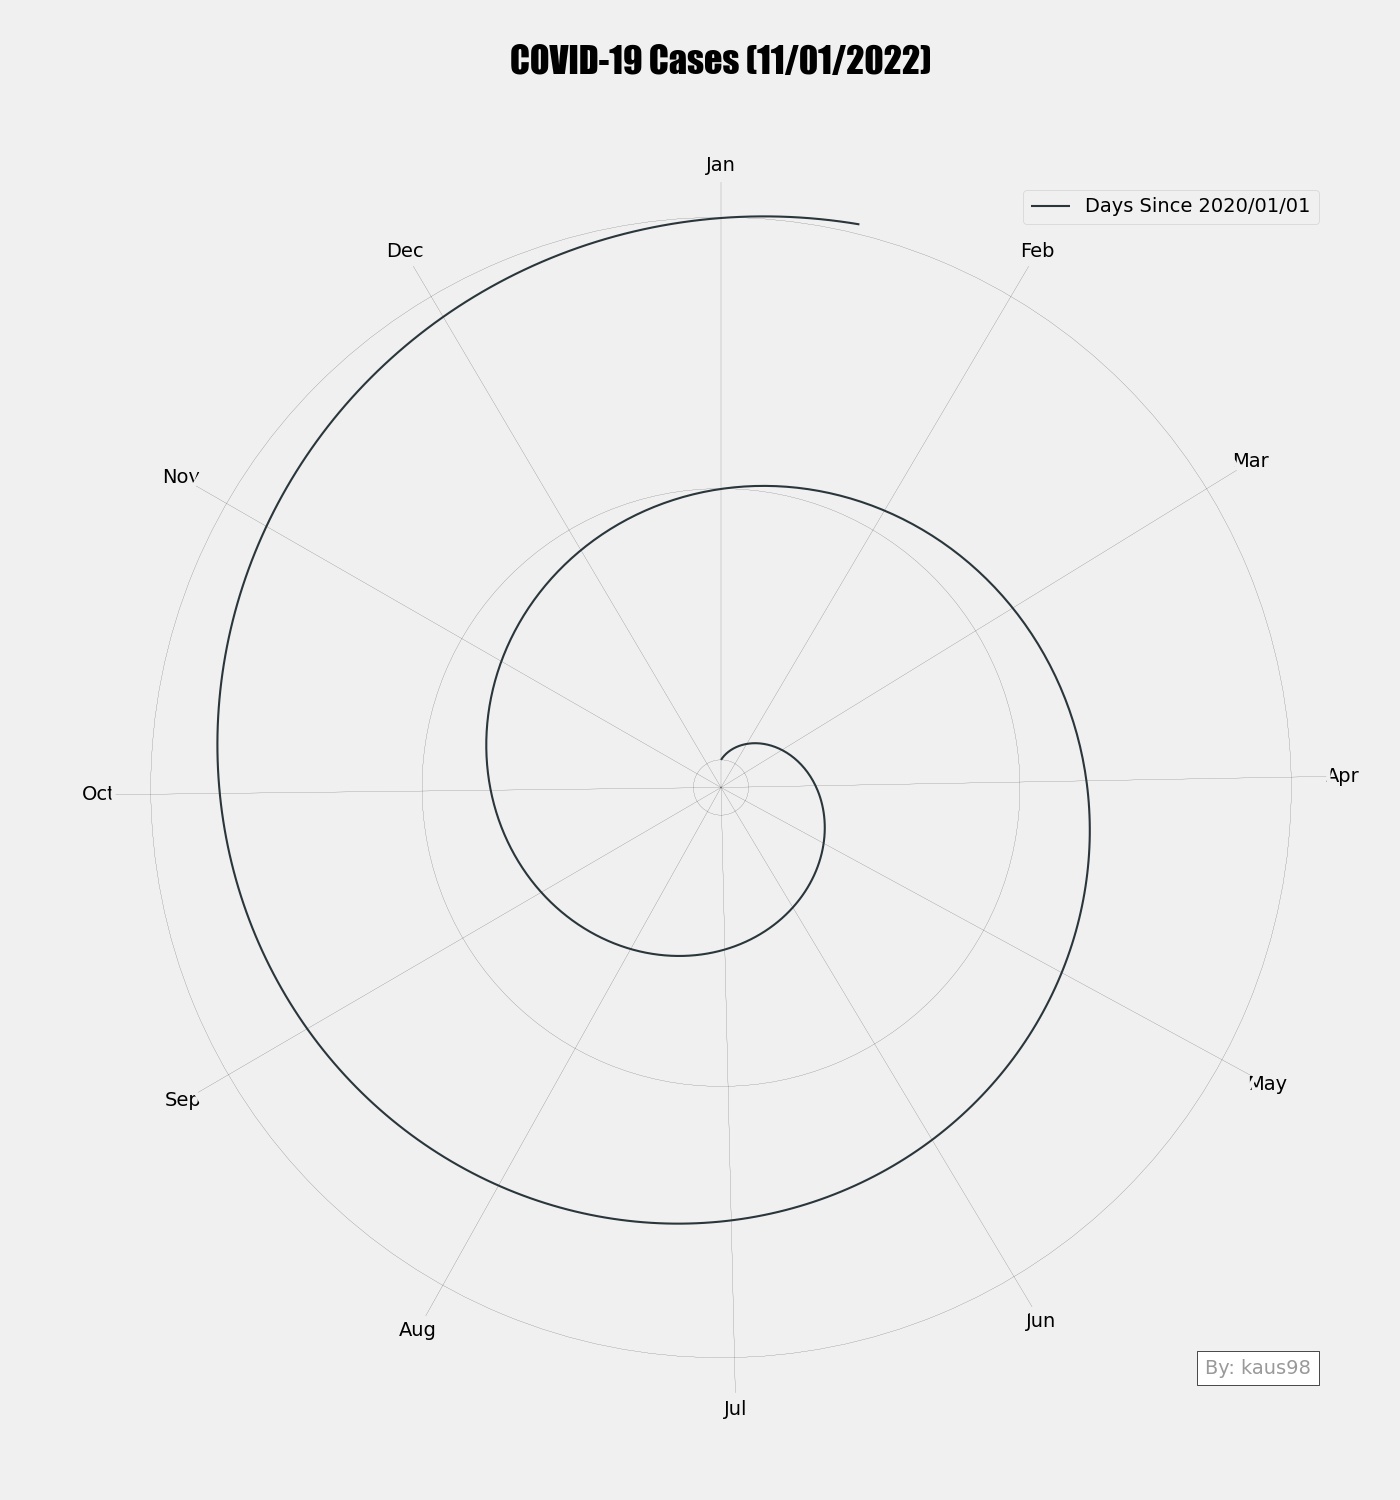 COVID-19 Cases (11/01/2022)
Jan
Days Since 2020/01/01
Dec
Feb
Nov
Mar
Oct
Apr
Sep
May
Aug
Jun
By: kaus98
Jul